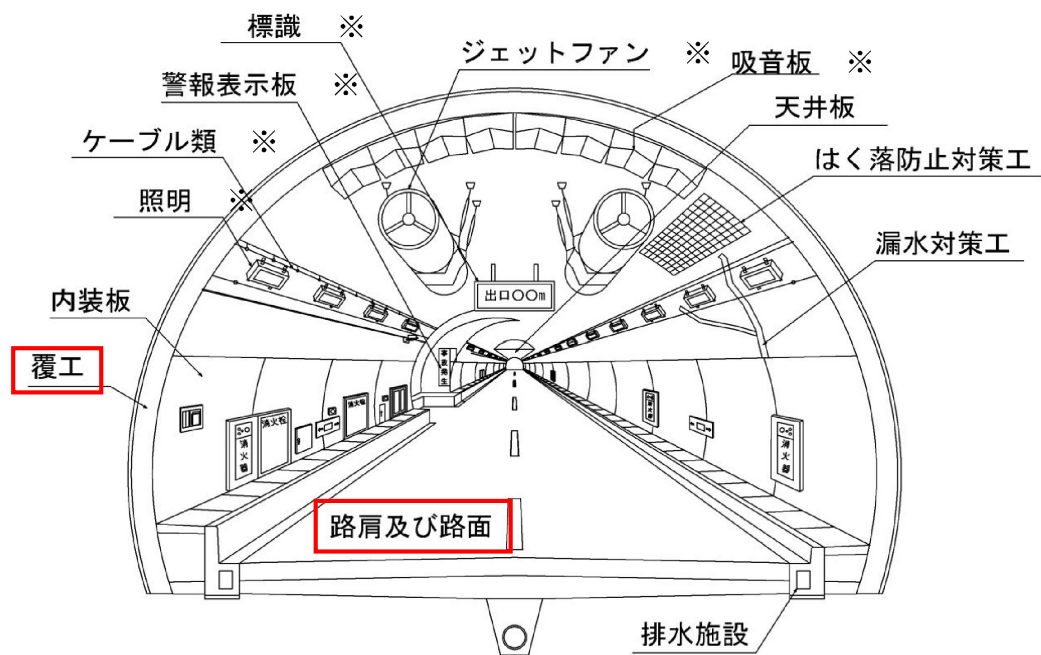 標識 ※
ジェットファン ※
吸音板 ※
警報表示板 ※
天井板
ケーブル類 ※
はく落防止対策工
照明 ※
漏水対策工
内装板
出口〇〇m
事故発生
覆工
消火器
消火栓
消火器
路肩及び路面
排水施設